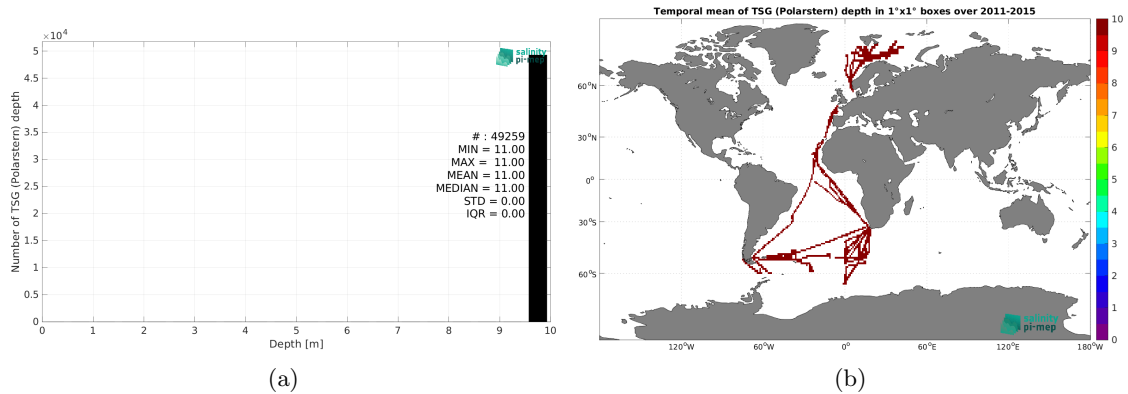 ×10⁴
5
4.5
4
3.5
3
2.5
2
1.5
1
0.5
0
Number of TSG (Polarstern) depth
salinity
pi-mep
# : 49259
MIN = 11.00
MAX = 11.00
MEAN = 11.00
MEDIAN = 11.00
STD = 0.00
IQR = 0.00
0 1 2 3 4 5 6 7 8 9 10
Depth [m]
(a)
Temporal mean of TSG (Polarstern) depth in 1°x1° boxes over 2011-2015
60°N
30°N
0°
30°S
60°S
120°W 60°W 0° 60°E 120°E 180°W
salinity
pi-mep
10
9
8
7
6
5
4
3
2
1
0
(b)